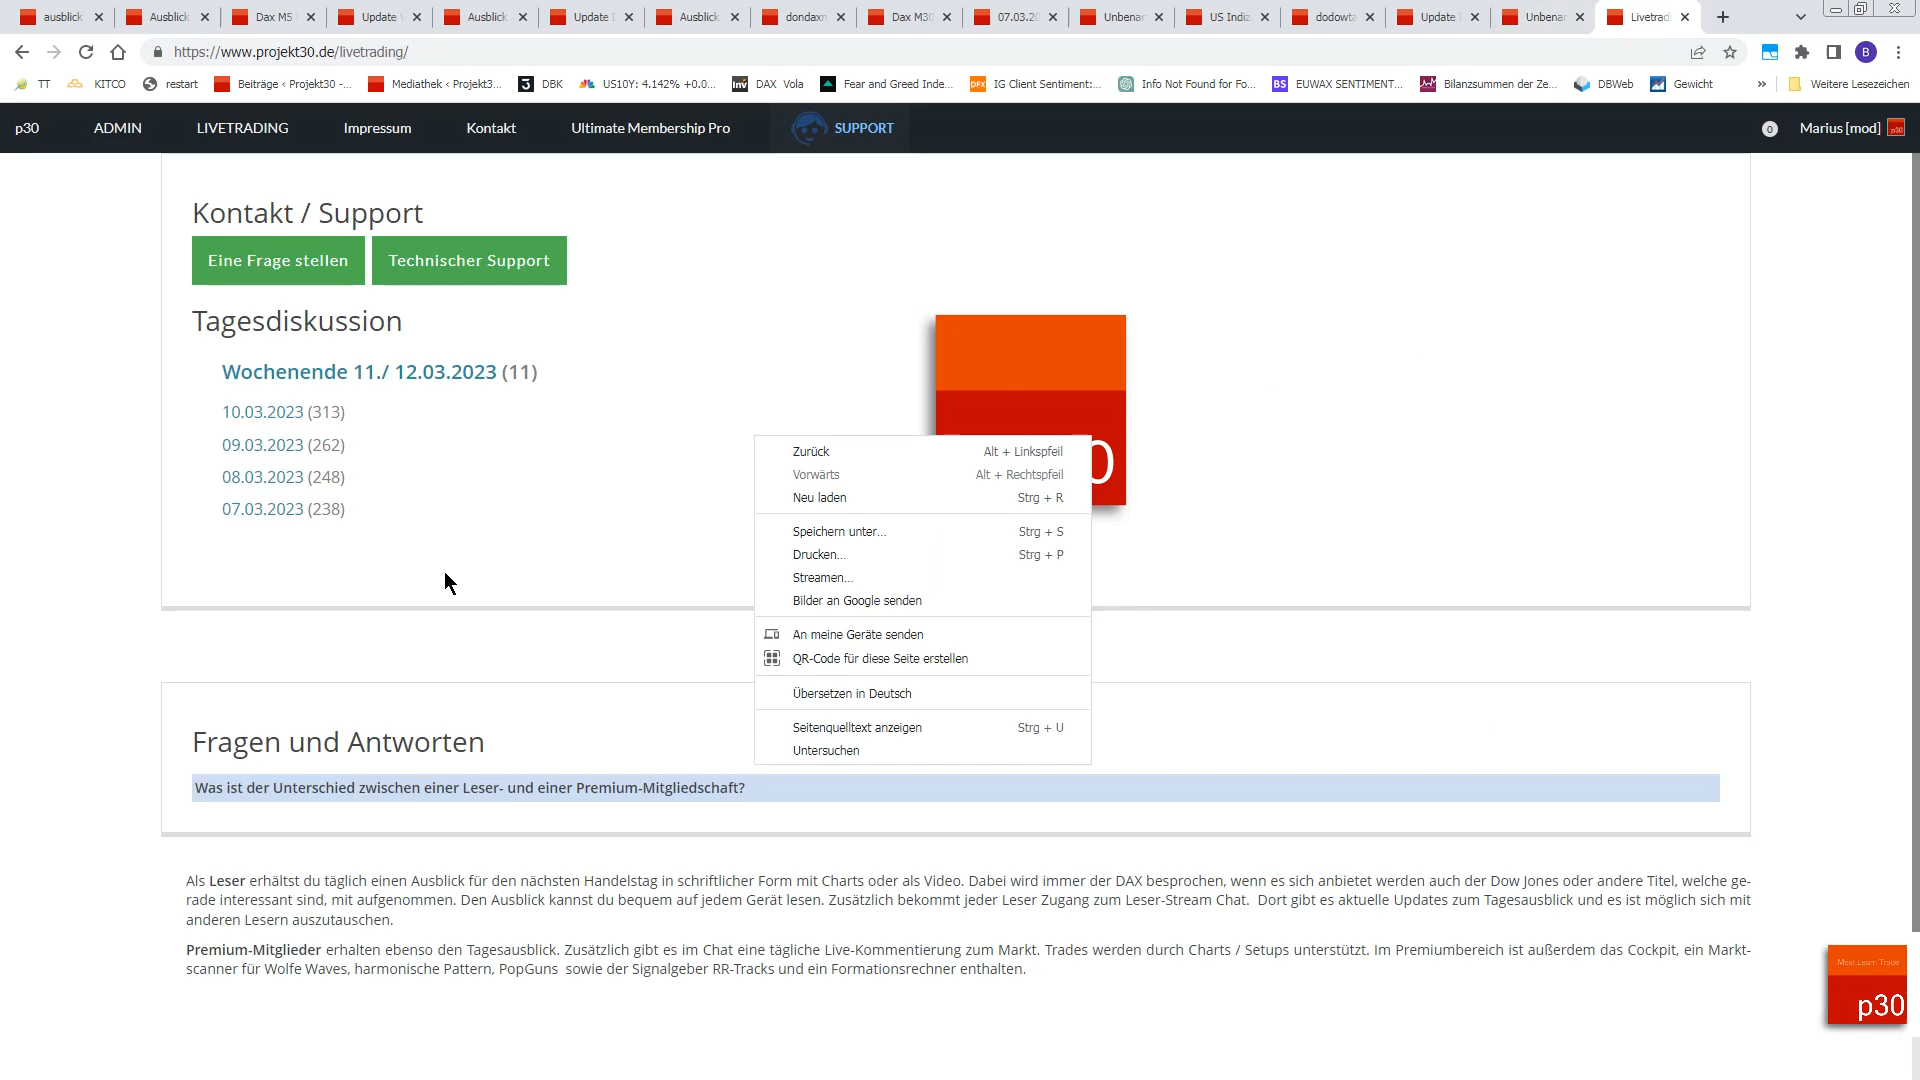 ausblick
Ausblick
Dax M5
Update
Ausblick
Update
Ausblick
dondaxn
Dax M30
07.03.20
Unbenar
US Indiz
dodowta
Update
Unbenar
Livetradi
https://www.projekt30.de/livetrading/
B
TT
KITCO
restart
Beiträge ‹ Projekt30 -...
Mediathek ‹ Projekt3...
DBK
US10Y: 4.142% +0.0...
DAX Vola
Fear and Greed Inde...
IG Client Sentiment:...
Info Not Found for Fo...
EUWAX SENTIMENT...
Bilanzsummen der Ze...
DBWeb
Gewicht
»
Weitere Lesezeichen
p30
ADMIN
LIVETRADING
Impressum
Kontakt
Ultimate Membership Pro
SUPPORT
0
Marius [mod]
Kontakt / Support
Eine Frage stellen
Technischer Support
Tagesdiskussion
Wochenende 11./ 12.03.2023 (11)
10.03.2023 (313)
09.03.2023 (262)
08.03.2023 (248)
07.03.2023 (238)
Zurück Alt + Linkspfeil
Vorwärts Alt + Rechtspfeil
Neu laden Strg + R
Speichern unter... Strg + S
Drucken... Strg + P
Streamen...
Bilder an Google senden
An meine Geräte senden
QR-Code für diese Seite erstellen
Übersetzen in Deutsch
Seitenquelltext anzeigen Strg + U
Untersuchen
Fragen und Antworten
Was ist der Unterschied zwischen einer Leser- und einer Premium-Mitgliedschaft?
Als Leser erhältst du täglich einen Ausblick für den nächsten Handelstag in schriftlicher Form mit Charts oder als Video. Dabei wird immer der DAX besprochen, wenn es sich anbietet werden auch der Dow Jones oder andere Titel, welche ge-
rade interessant sind, mit aufgenommen. Den Ausblick kannst du bequem auf jedem Gerät lesen. Zusätzlich bekommt jeder Leser Zugang zum Leser-Stream Chat. Dort gibt es aktuelle Updates zum Tagesausblick und es ist möglich sich mit
anderen Lesern auszutauschen.
Premium-Mitglieder erhalten ebenso den Tagesausblick. Zusätzlich gibt es im Chat eine tägliche Live-Kommentierung zum Markt. Trades werden durch Charts / Setups unterstützt. Im Premiumbereich ist außerdem das Cockpit, ein Markt-
scanner für Wolfe Waves, harmonische Pattern, PopGuns sowie der Signalgeber RR-Tracks und ein Formationsrechner enthalten.
Meet Learn Trade
p30